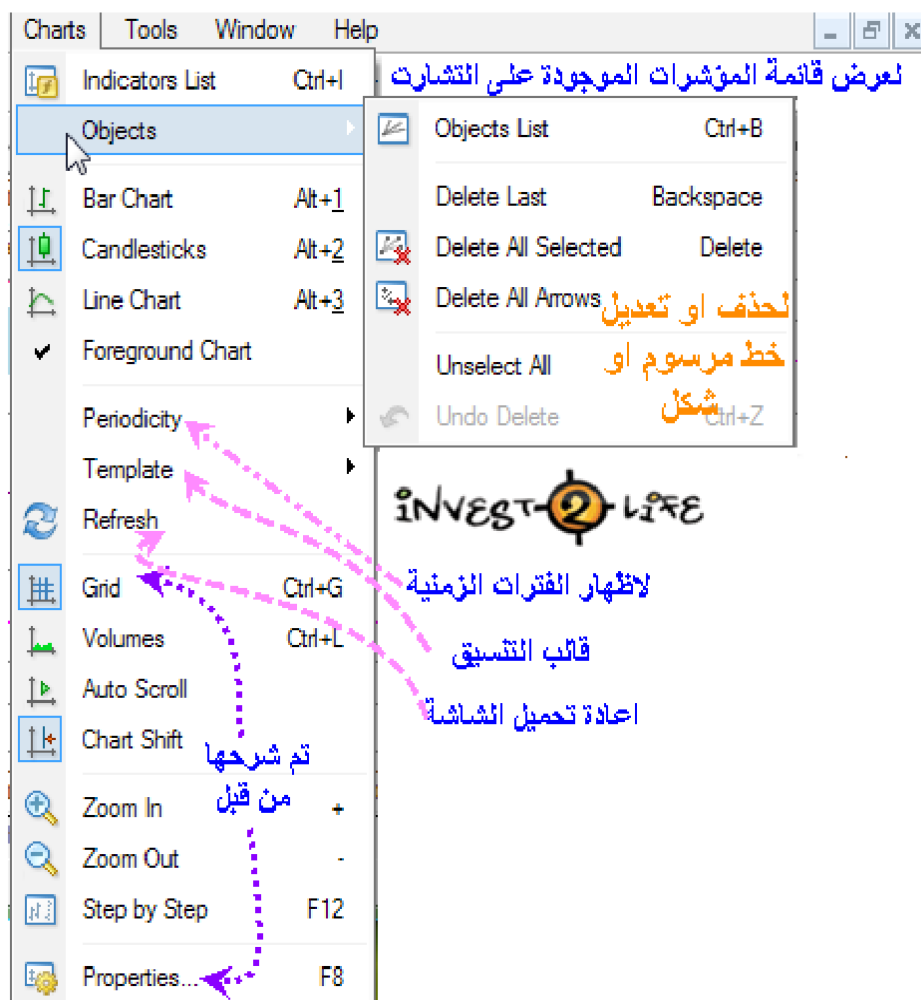 Charts Tools Window Help
Indicators List Ctrl+I
لعرض قائمة المؤشرات الموجودة على التشارت
Objects
Objects List Ctrl+B
Delete Last Backspace
Delete All Selected Delete
Delete All Arrows
Unselect All
Undo Delete Ctrl+Z
لحذف او تعديل
خط مرسوم او
شكل
Bar Chart Alt+1
Candlesticks Alt+2
Line Chart Alt+3
Foreground Chart
Periodicity
Template
Refresh
INVEST-2-LIFE
لاظهار الفترات الزمنية
قالب التنسيق
اعادة تحميل الشاشة
Grid Ctrl+G
Volumes Ctrl+L
Auto Scroll
Chart Shift
تم شرحها
من قبل
Zoom In +
Zoom Out -
Step by Step F12
Properties... F8